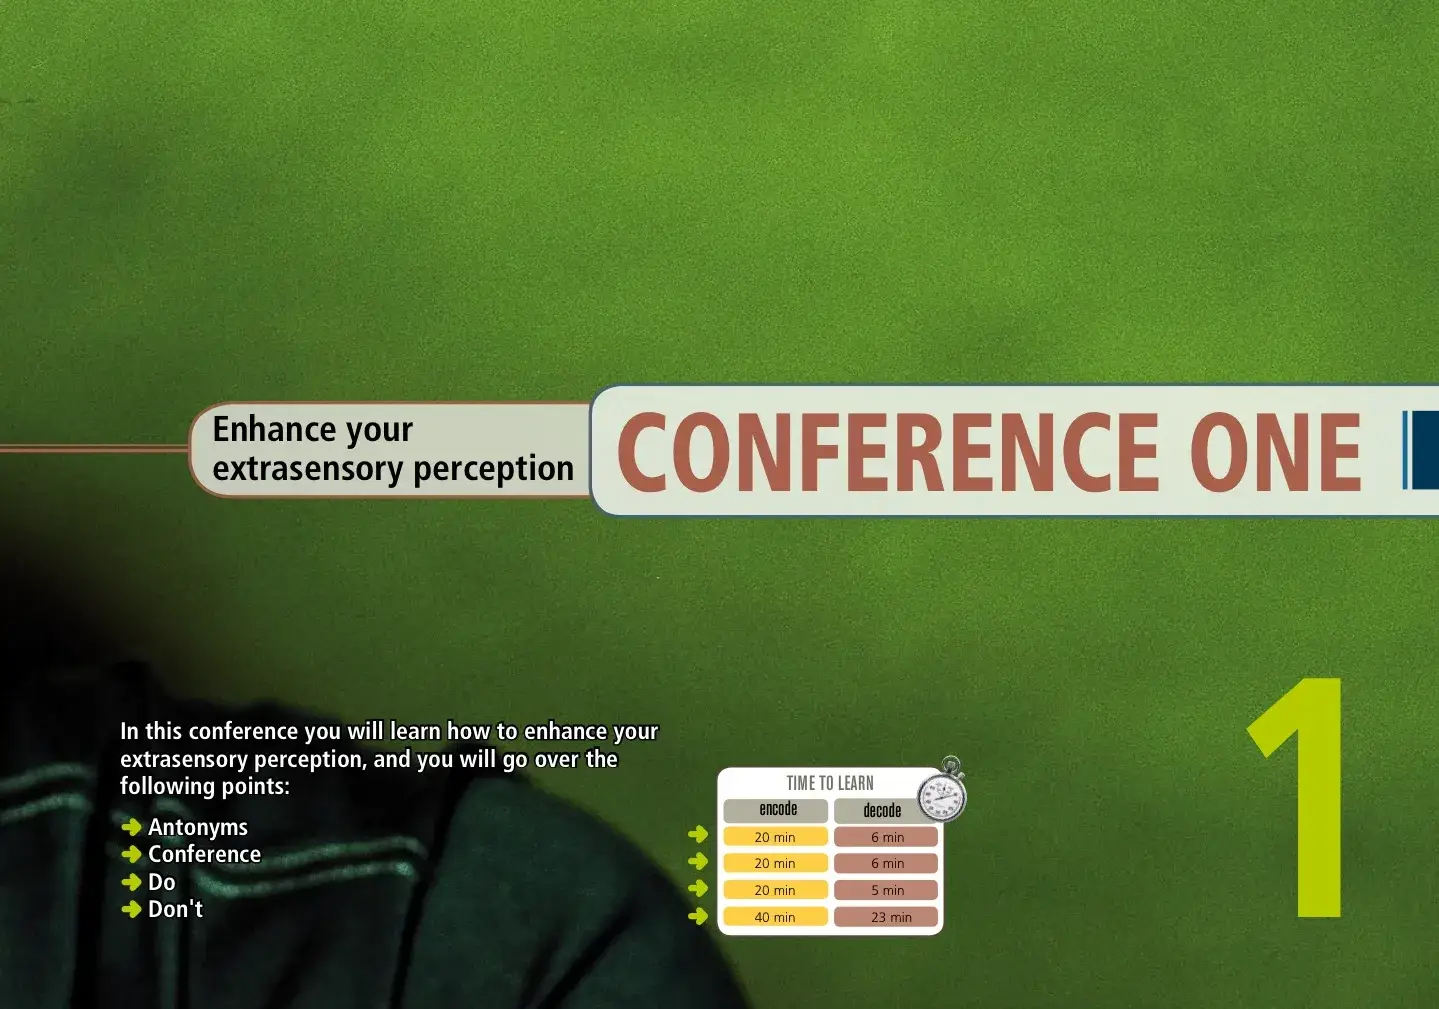 Enhance your
extrasensory perception
CONFERENCE ONE
1
In this conference you will learn how to enhance your
extrasensory perception, and you will go over the
following points:
Antonyms
Conference
Do
Don't
TIME TO LEARN
encode decode
20 min 6 min
20 min 6 min
20 min 5 min
40 min 23 min